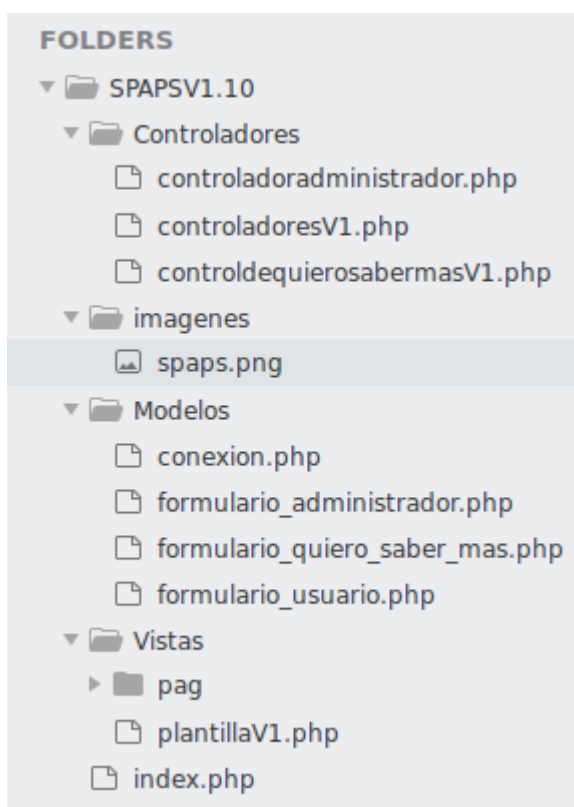 FOLDERS
SPAPSV1.10
Controladores
controladoradministrador.php
controladoresV1.php
controldequierosabermasV1.php
imagenes
spaps.png
Modelos
conexion.php
formulario_administrador.php
formulario_quiero_saber_mas.php
formulario_usuario.php
Vistas
pag
plantillaV1.php
index.php